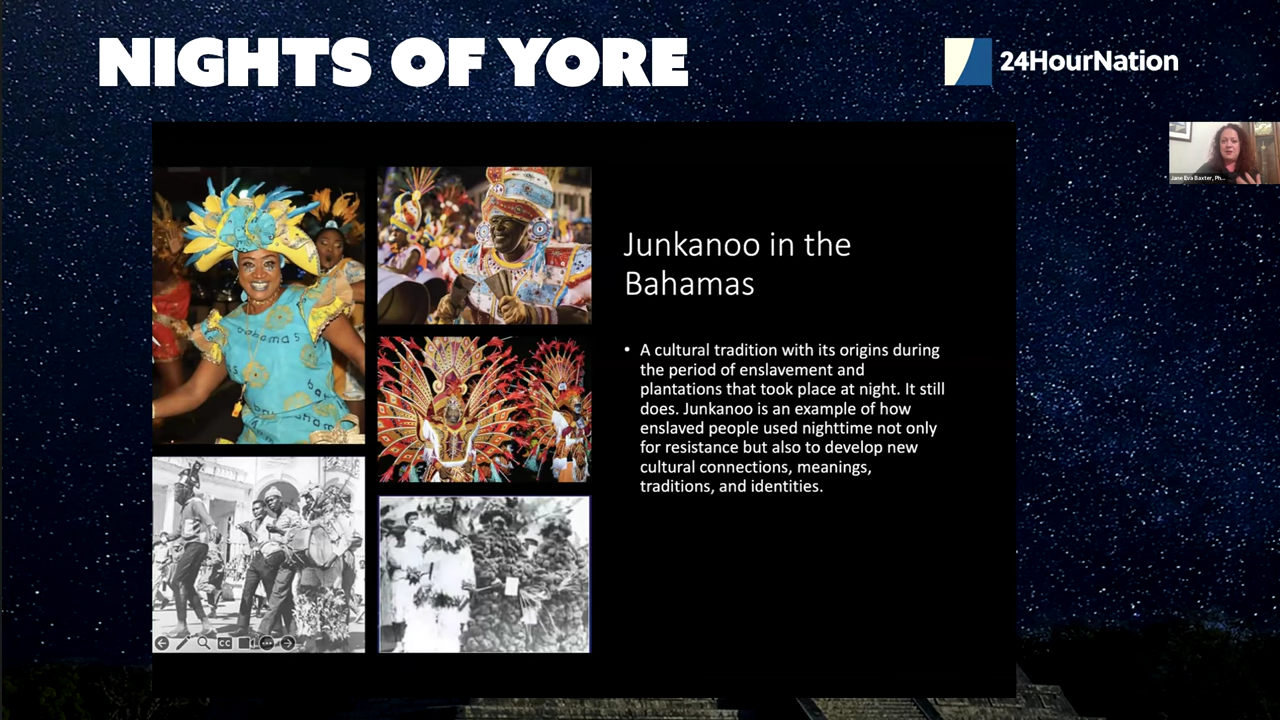 NIGHTS OF YORE
24HourNation
Jane Eva Baxter, Ph...
Junkanoo in the
Bahamas
• A cultural tradition with its origins during
the period of enslavement and
plantations that took place at night. It still
does. Junkanoo is an example of how
enslaved people used nighttime not only
for resistance but also to develop new
cultural connections, meanings,
traditions, and identities.
bahamas
CC